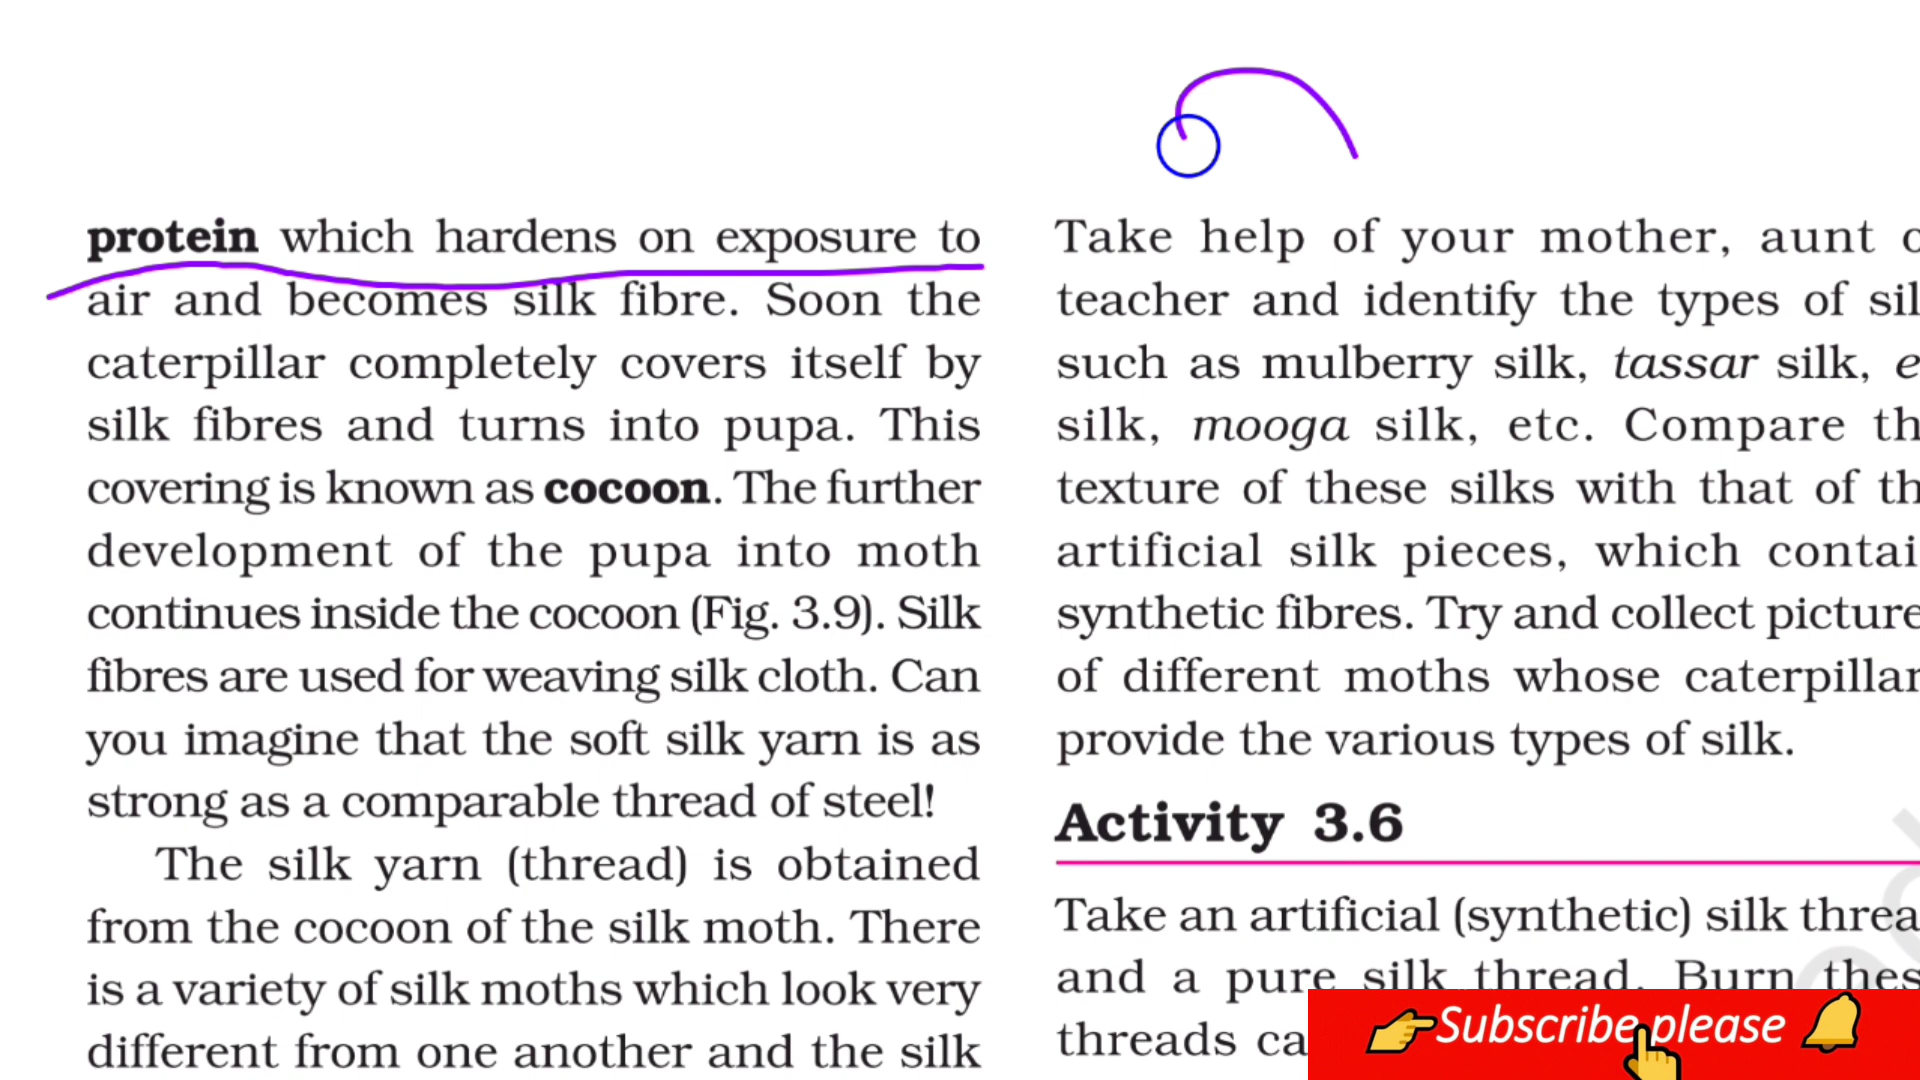 protein which hardens on exposure to
air and becomes silk fibre. Soon the
caterpillar completely covers itself by
silk fibres and turns into pupa. This
covering is known as cocoon. The further
development of the pupa into moth
continues inside the cocoon (Fig. 3.9). Silk
fibres are used for weaving silk cloth. Can
you imagine that the soft silk yarn is as
strong as a comparable thread of steel!
The silk yarn (thread) is obtained
from the cocoon of the silk moth. There
is a variety of silk moths which look very
different from one another and the silk
Take help of your mother, aunt
teacher and identify the types of
such as mulberry silk, tassar silk,
silk, mooga silk, etc. Compare
texture of these silks with that of
artificial silk pieces, which
synthetic fibres. Try and collect
of different moths whose
provide the various types of silk.
Activity 3.6
Take an artificial (synthetic) silk
and a pure silk thread. Burn
threads
Subscribe please